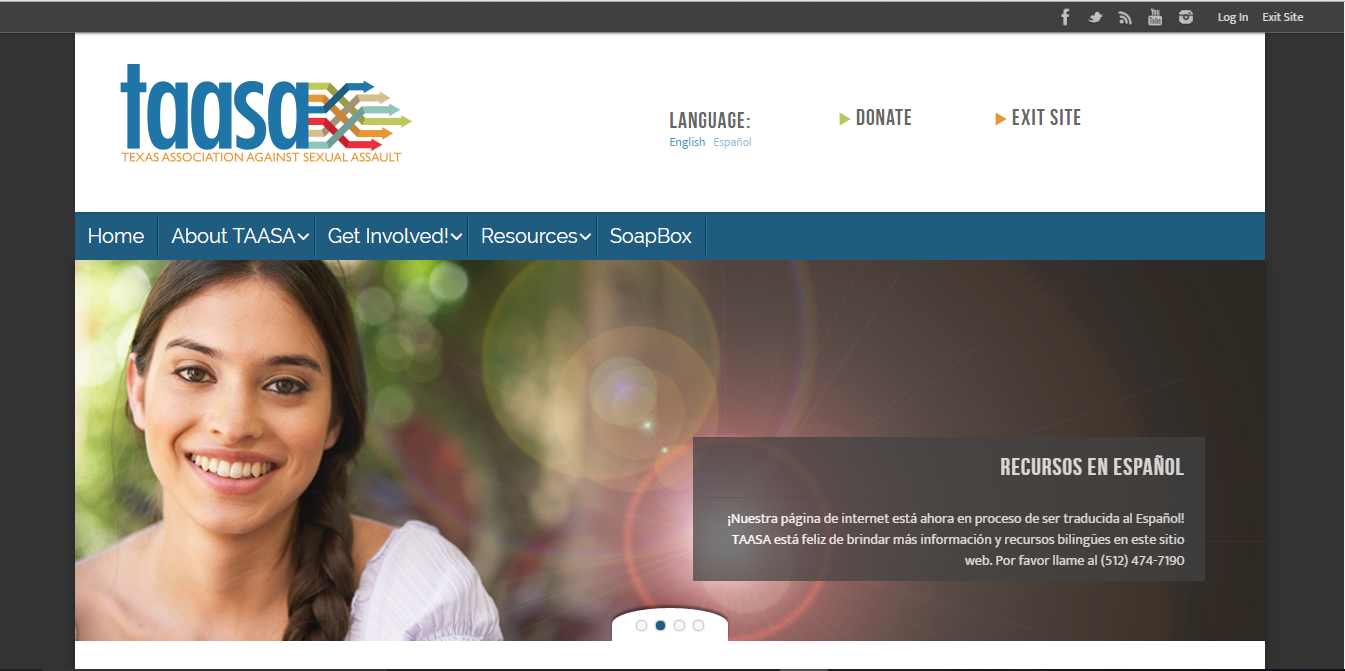 Log In Exit Site
taasa
TEXAS ASSOCIATION AGAINST SEXUAL ASSAULT
LANGUAGE:
English Español
DONATE
EXIT SITE
Home About TAASA Get Involved! Resources SoapBox
RECURSOS EN ESPAÑOL
¡Nuestra página de internet está ahora en proceso de ser traducida al Español!
TAASA está feliz de brindar más información y recursos bilingües en este sitio
web. Por favor llame al (512) 474-7190